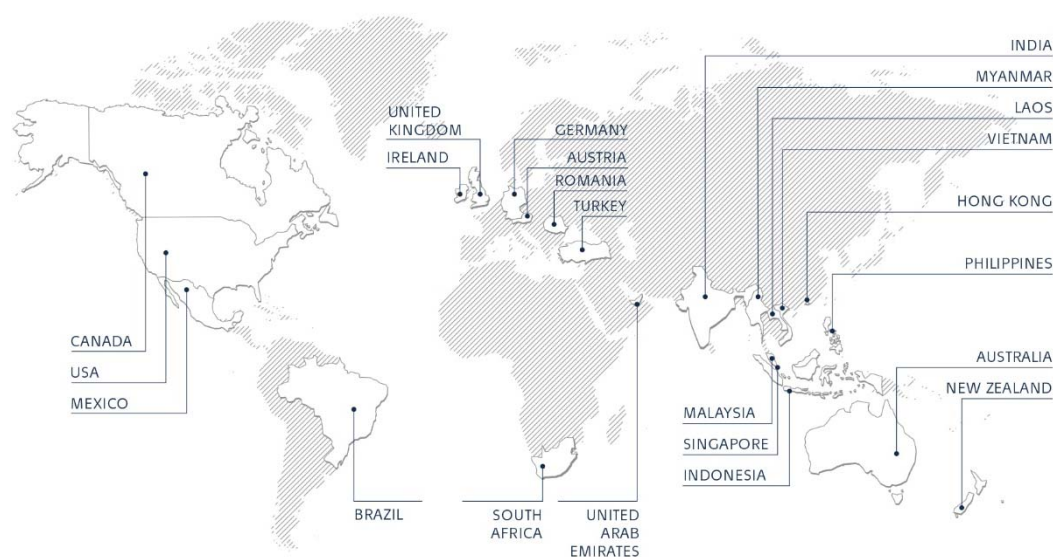 INDIA
MYANMAR
LAOS
VIETNAM
HONG KONG
PHILIPPINES
AUSTRALIA
NEW ZEALAND
UNITED
KINGDOM
IRELAND
GERMANY
AUSTRIA
ROMANIA
TURKEY
CANADA
USA
MEXICO
MALAYSIA
SINGAPORE
INDONESIA
BRAZIL
SOUTH
AFRICA
UNITED
ARAB
EMIRATES